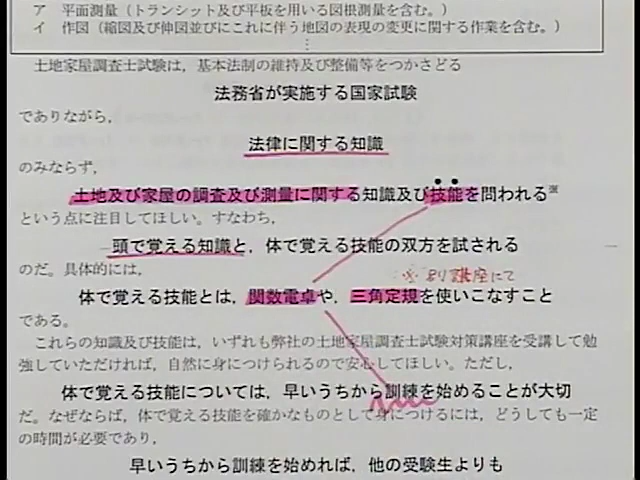 ア　平面測量（トランシット及び平板を用いる図根測量を含む。）
イ　作図（縮図及び伸図並びにこれに伴う地図の表現の変更に関する作業を含む。）
⋮
土地家屋調査士試験は，基本法制の維持及び整備等をつかさどる
法務省が実施する国家試験
でありながら，
法律に関する知識
のみならず，
土地及び家屋の調査及び測量に関する知識及び技能を問われる※
という点に注目してほしい。すなわち，
頭で覚える知識と，体で覚える技能の双方を試される
のだ。具体的には，
※別講座にて
体で覚える技能とは，関数電卓や，三角定規を使いこなすこと
である。
これらの知識及び技能は，いずれも弊社の土地家屋調査士試験対策講座を受講して勉
強していただければ，自然に身につけられるので安心してほしい。ただし，
体で覚える技能については，早いうちから訓練を始めることが大切
だ。なぜならば，体で覚える技能を確かなものとして身につけるには，どうしても一定
の時間が必要であり，
早いうちから訓練を始めれば，他の受験生よりも